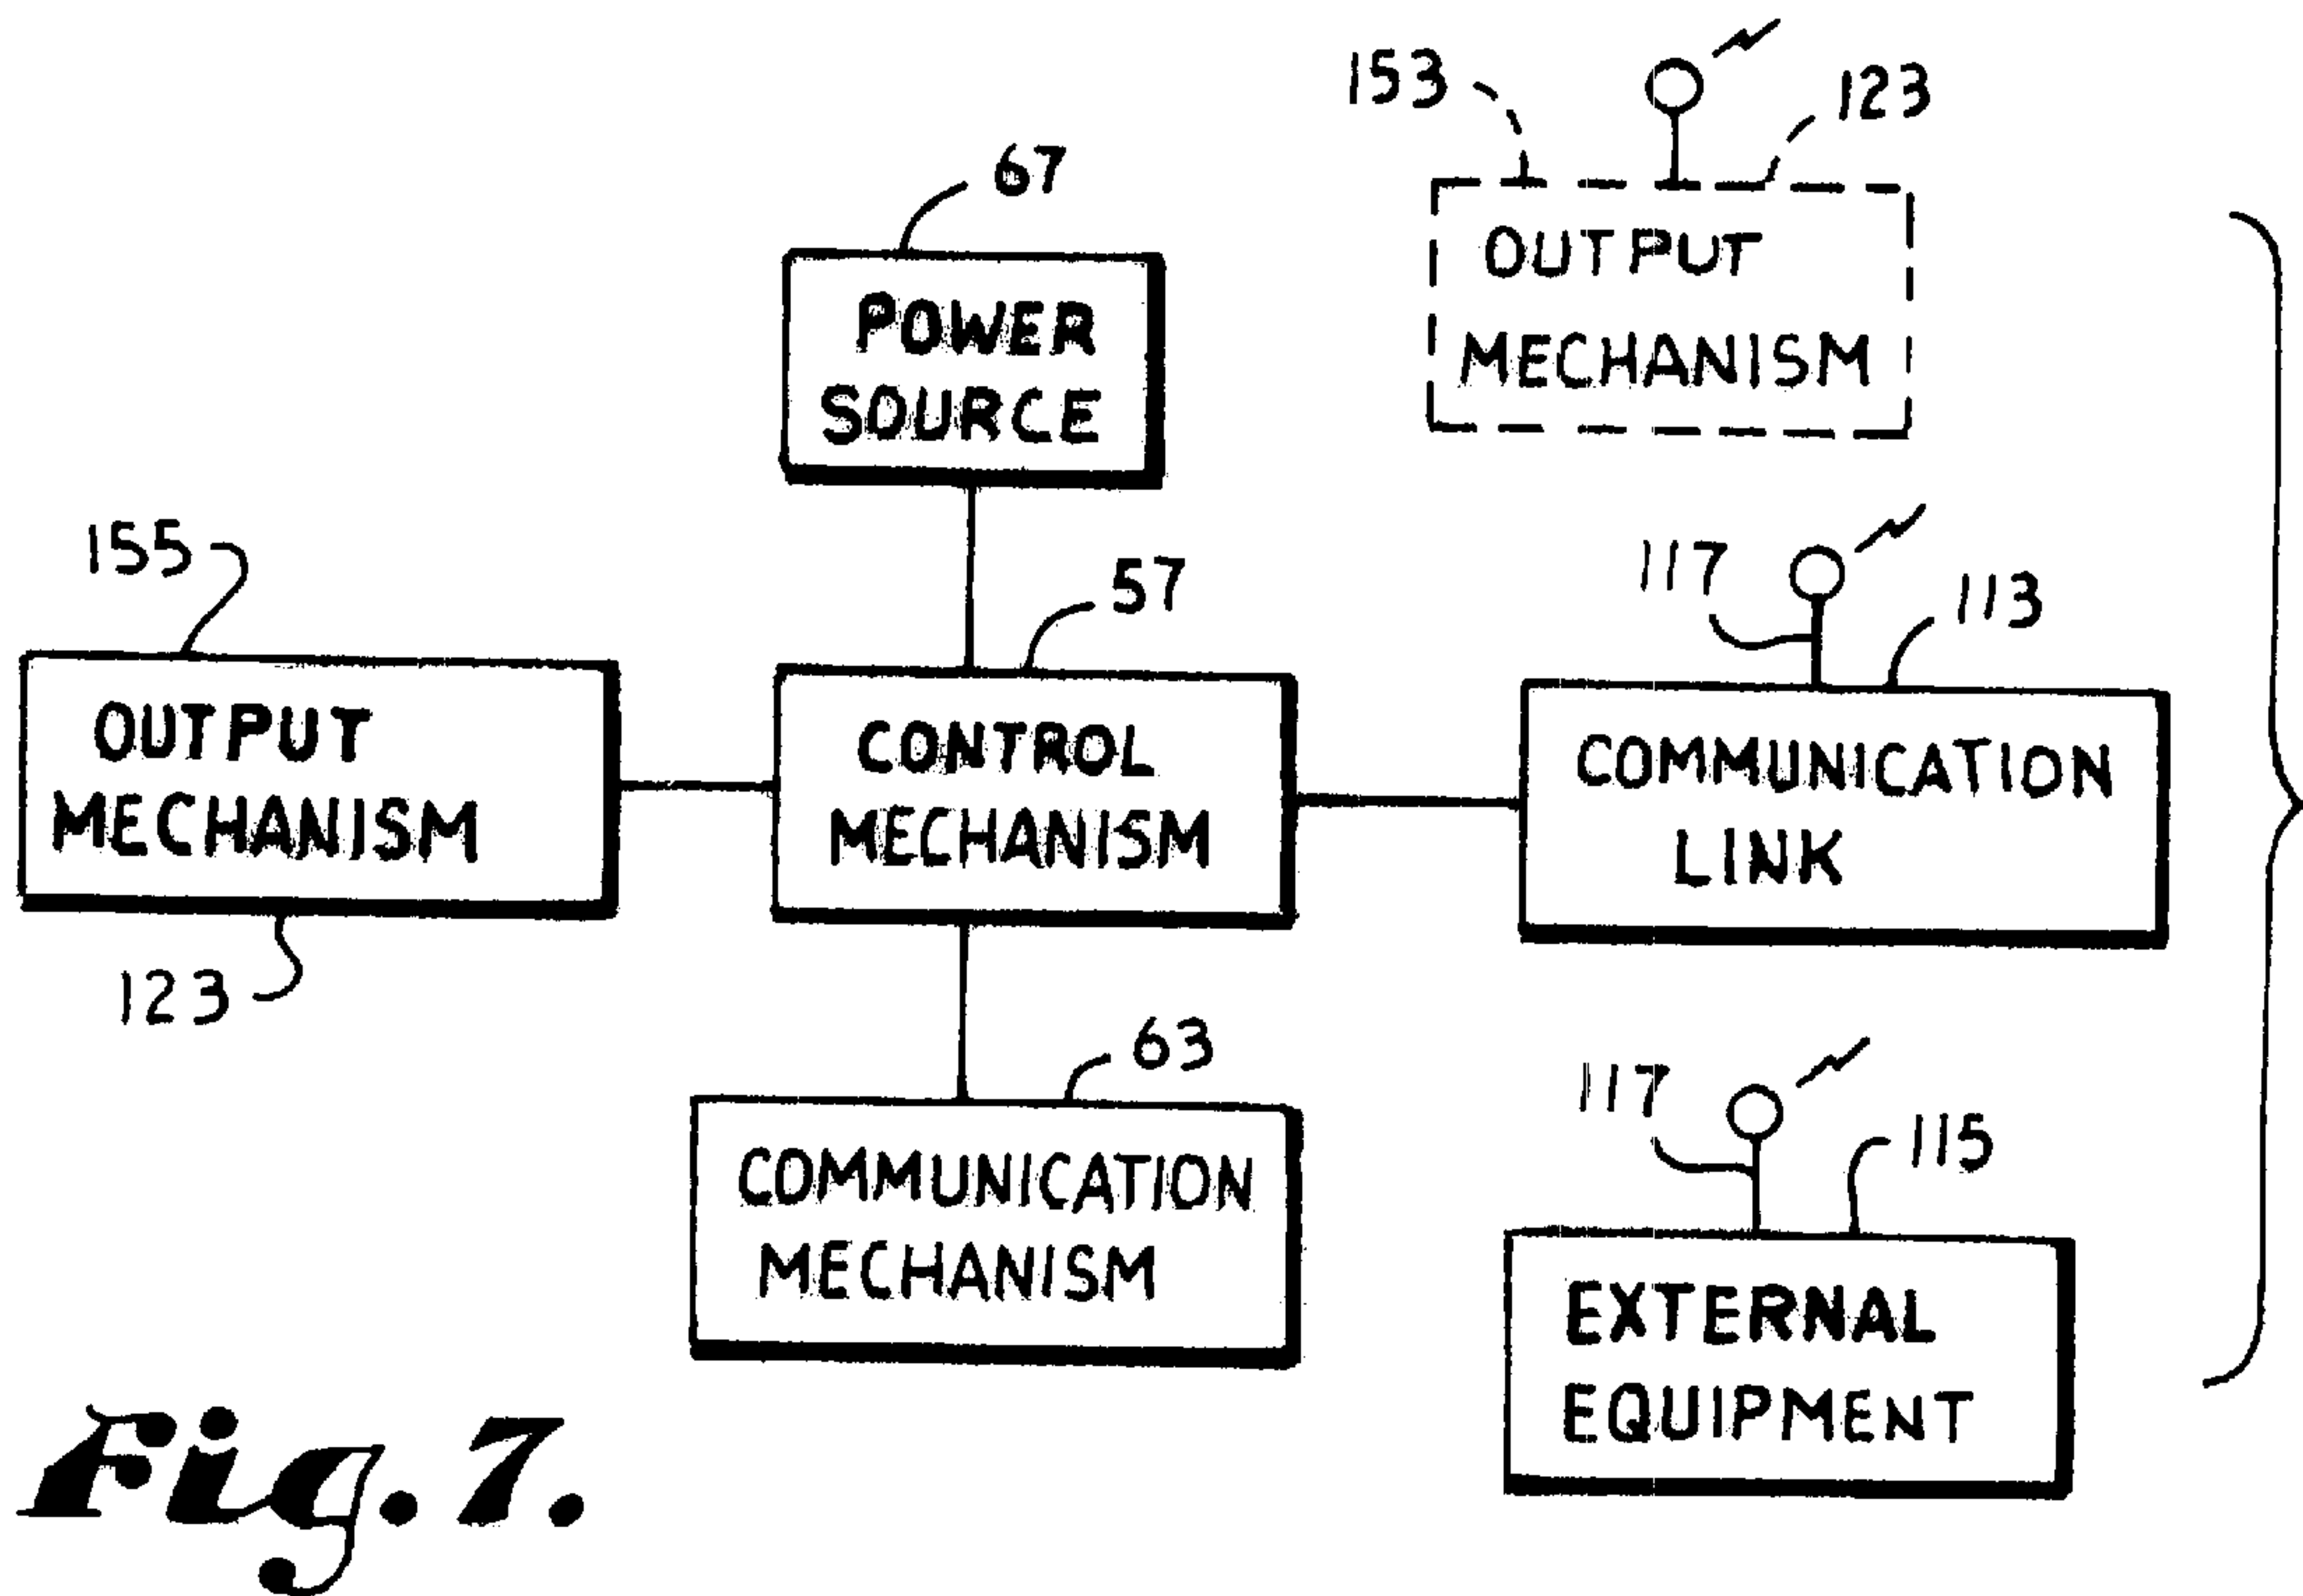 153
123
67
OUTPUT
MECHANISM
POWER
SOURCE
155
57
117
113
OUTPUT
MECHANISM
CONTROL
MECHANISM
COMMUNICATION
LINK
123
63
117
115
COMMUNICATION
MECHANISM
EXTERNAL
EQUIPMENT
Fig. 7.